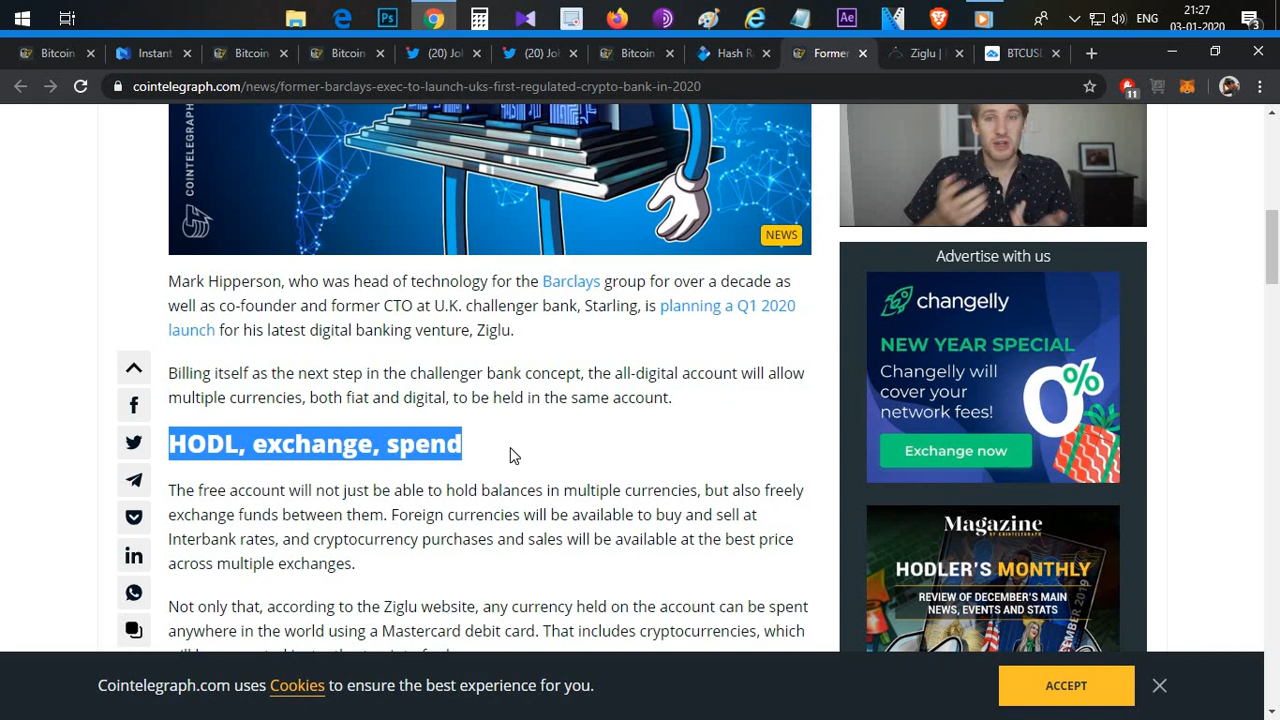 21:27
ENG
03-01-2020
3
Bitcoin
Instant
Bitcoin
Bitcoin
(20) Jol
(20) Jol
Bitcoin
Hash Ra
Former
Ziglu |
BTCUSD
cointelegraph.com/news/former-barclays-exec-to-launch-uks-first-regulated-crypto-bank-in-2020
11
COINTELEGRAPH
NEWS
Mark Hipperson, who was head of technology for the Barclays group for over a decade as
well as co-founder and former CTO at U.K. challenger bank, Starling, is planning a Q1 2020
launch for his latest digital banking venture, Ziglu.
Billing itself as the next step in the challenger bank concept, the all-digital account will allow
multiple currencies, both fiat and digital, to be held in the same account.
HODL, exchange, spend
The free account will not just be able to hold balances in multiple currencies, but also freely
exchange funds between them. Foreign currencies will be available to buy and sell at
Interbank rates, and cryptocurrency purchases and sales will be available at the best price
across multiple exchanges.
Not only that, according to the Ziglu website, any currency held on the account can be spent
anywhere in the world using a Mastercard debit card. That includes cryptocurrencies, which
Advertise with us
changelly
NEW YEAR SPECIAL
Changelly will
cover your
network fees!
0%
Exchange now
Magazine
BY COINTELEGRAPH
HODLER'S MONTHLY
REVIEW OF DECEMBER'S MAIN
NEWS, EVENTS AND STATS
DECEMBER 2019
Cointelegraph.com uses Cookies to ensure the best experience for you.
ACCEPT